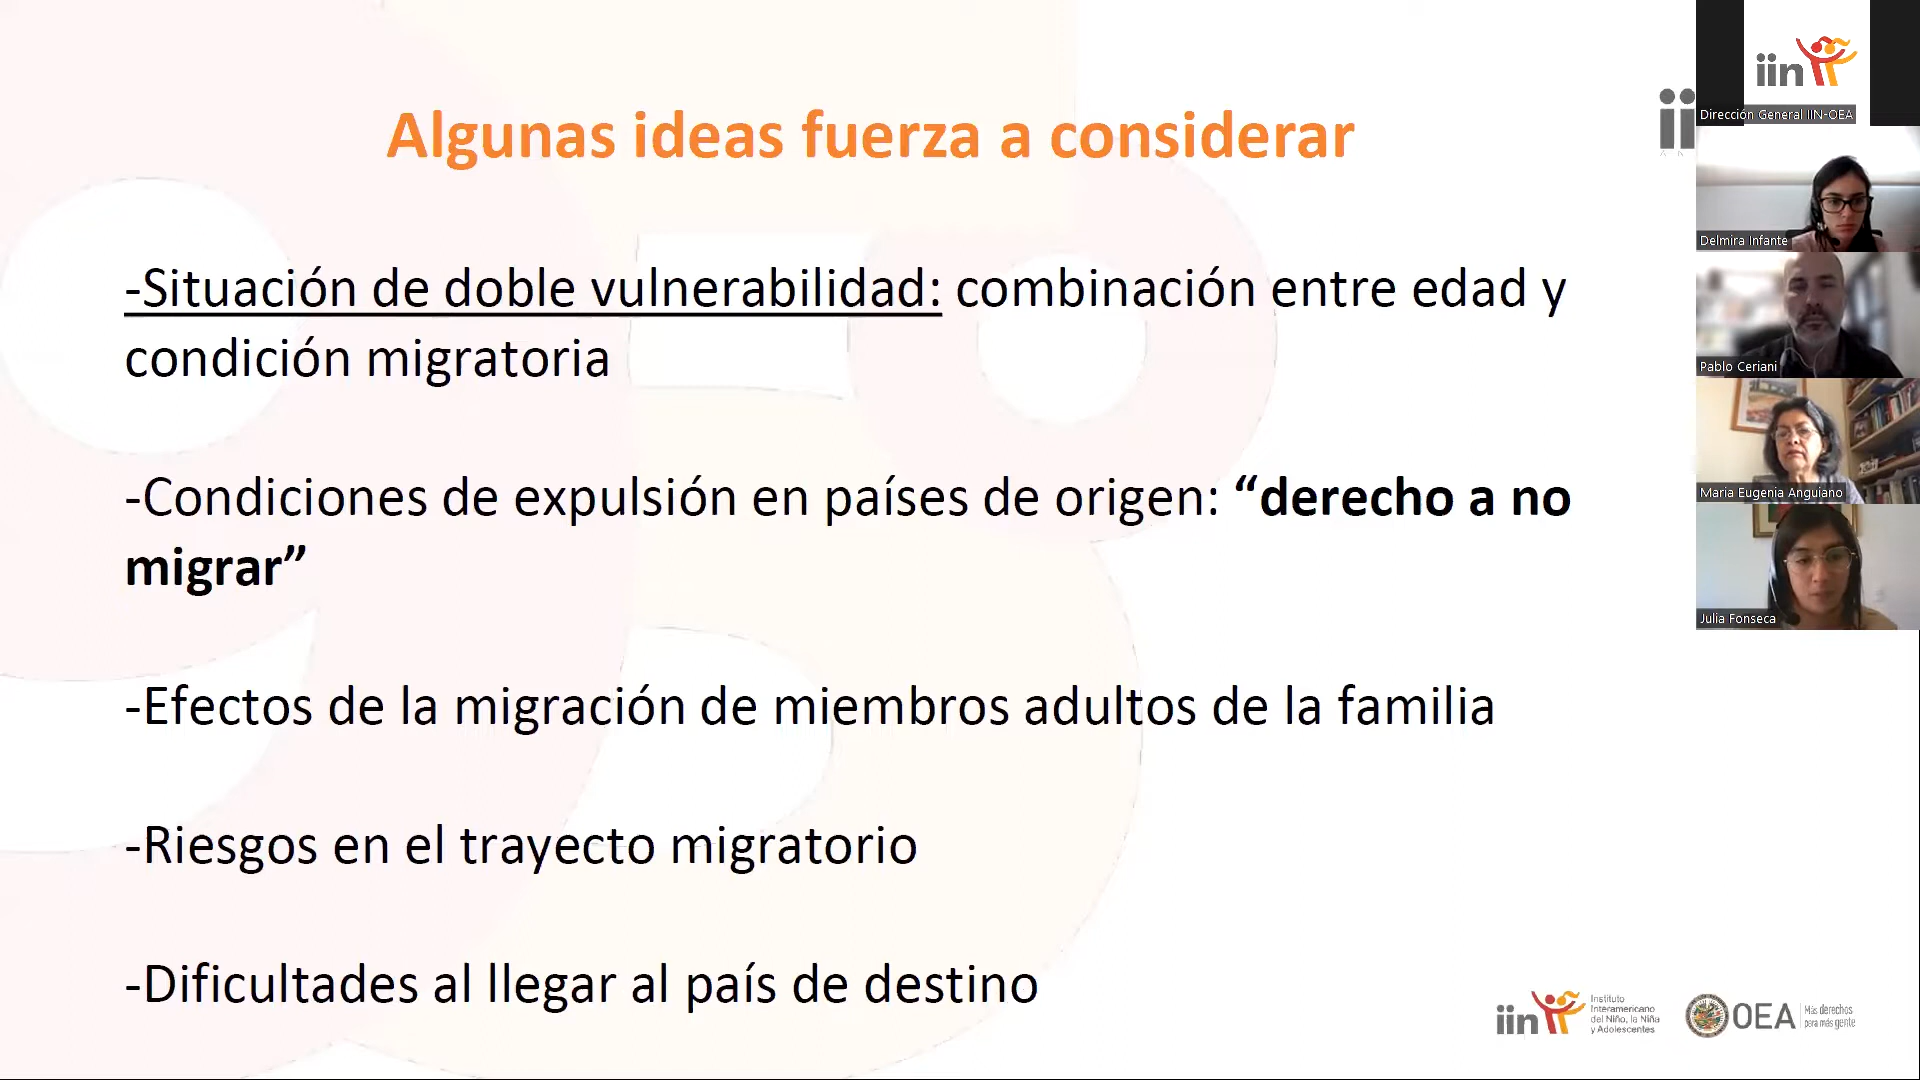 Algunas ideas fuerza a considerar
-Situación de doble vulnerabilidad: combinación entre edad y
condición migratoria
-Condiciones de expulsión en países de origen: “derecho a no
migrar”
-Efectos de la migración de miembros adultos de la familia
-Riesgos en el trayecto migratorio
-Dificultades al llegar al país de destino
ii
iin
Dirección General IIN-OEA
Delmira Infante
Pablo Ceriani
Maria Eugenia Anguiano
Julia Fonseca
iin
Instituto
Interamericano
del Niño, la Niña
y Adolescentes
OEA
Más derechos
para más gente